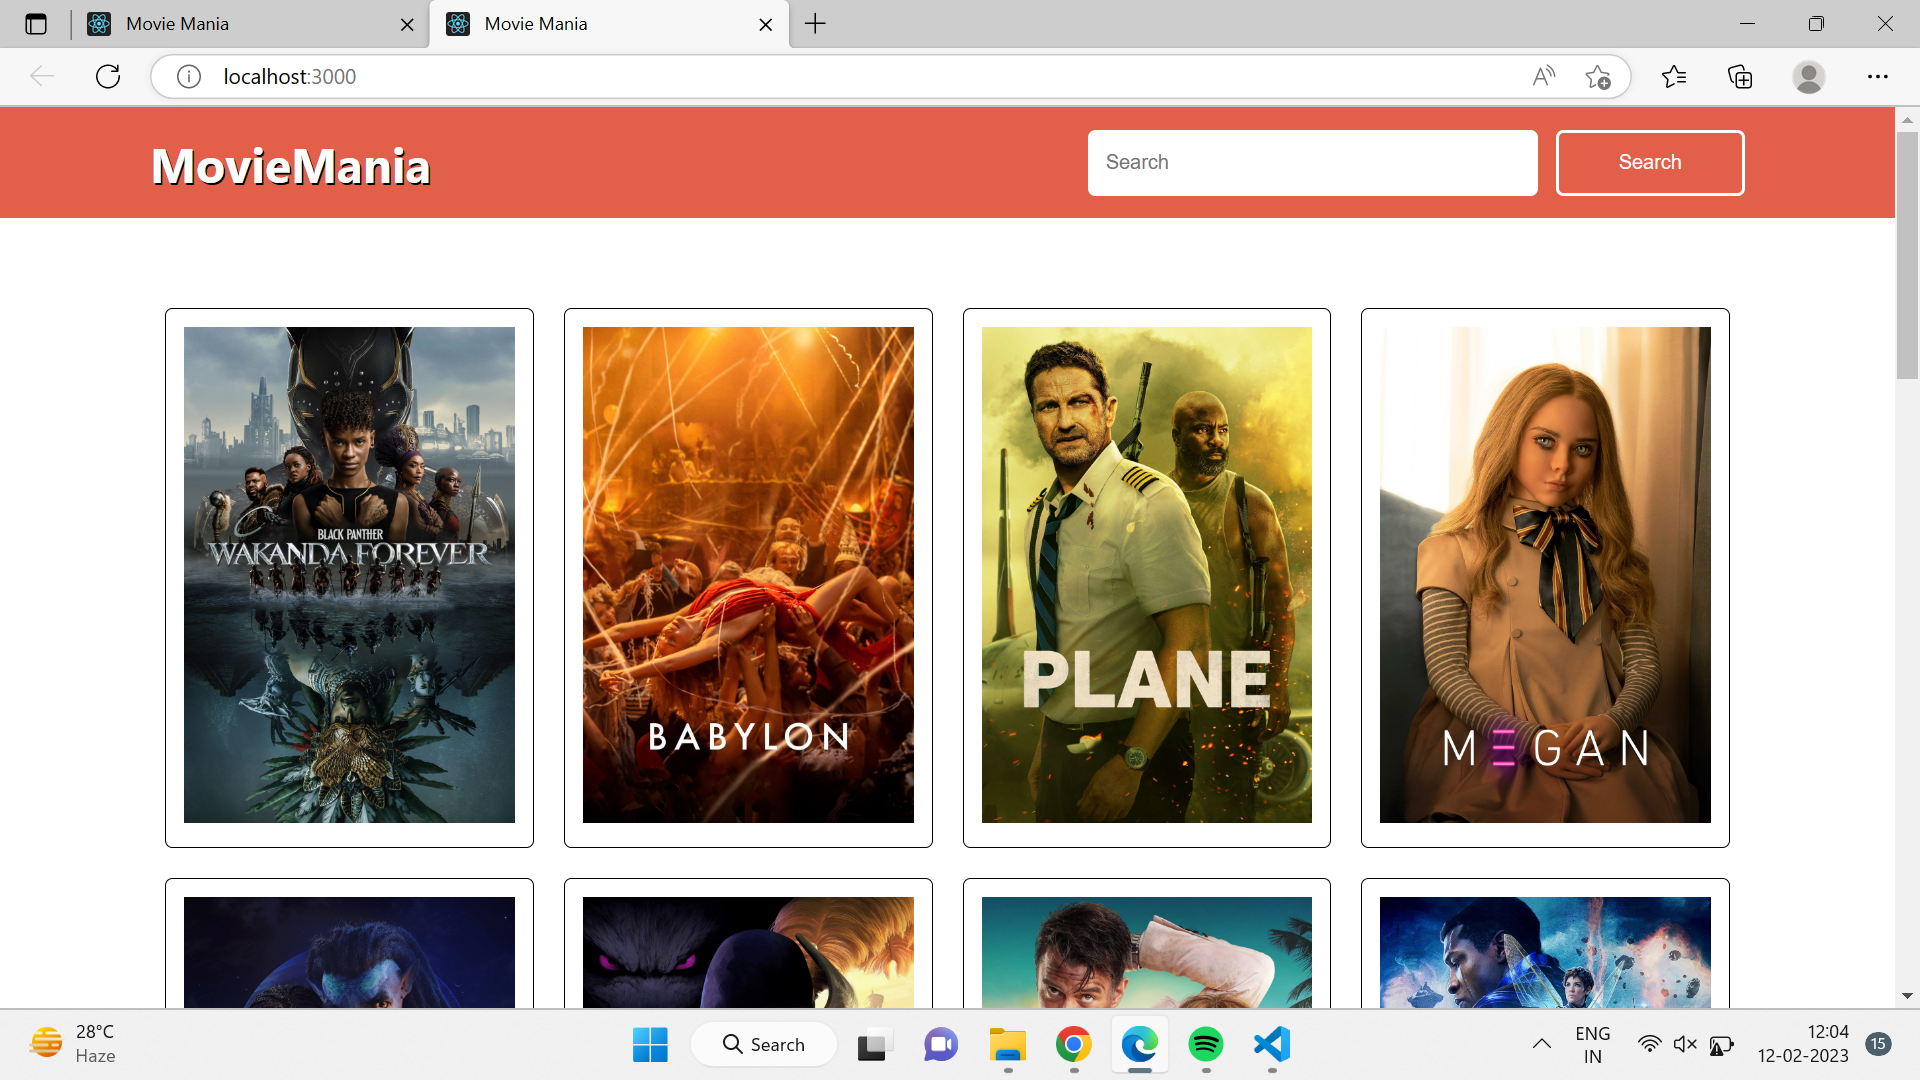 Movie Mania
Movie Mania
localhost:3000
MovieMania
Search
Search
BLACK PANTHER
WAKANDA FOREVER
BABYLON
PLANE
MEGAN
28°C
Haze
Search
ENG
IN
12:04
12-02-2023
15